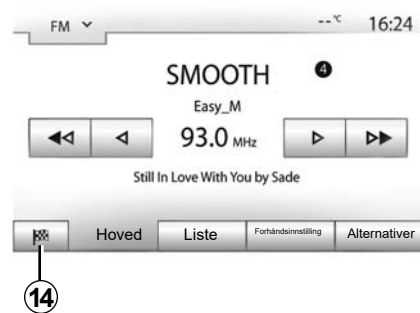 FM --°C 16:24
SMOOTH 4
Easy_M
93.0 MHz
Still In Love With You by Sade
Hoved Liste Forhåndsinnstilling Alternativer
14